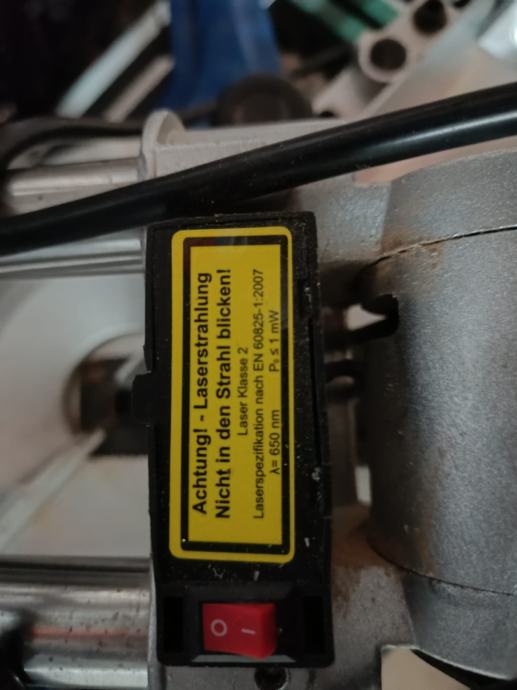 Achtung! - Laserstrahlung
Nicht in den Strahl blicken!
Laser Klasse 2
Laserspezifikation nach EN 60825-1:2007
λ= 650 nm P₀ ≤ 1 mW
O I